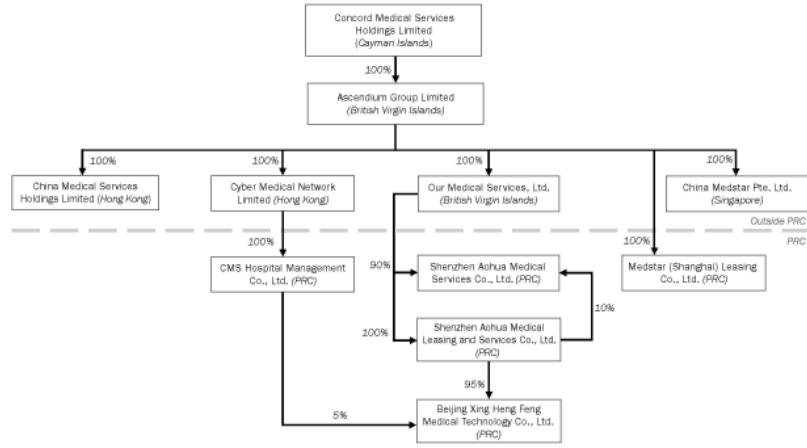 Concord Medical Services
Holdings Limited
(Cayman Islands)
100%
Ascendium Group Limited
(British Virgin Islands)
100%
100%
100%
100%
China Medical Services
Holdings Limited (Hong Kong)
Cyber Medical Network
Limited (Hong Kong)
Our Medical Services, Ltd.
(British Virgin Islands)
China Medstar Pte. Ltd.
(Singapore)
Outside PRC
PRC
100%
100%
CMS Hospital Management
Co., Ltd. (PRC)
90%
Shenzhen Aohua Medical
Services Co., Ltd. (PRC)
Medstar (Shanghai) Leasing
Co., Ltd. (PRC)
10%
100%
Shenzhen Aohua Medical
Leasing and Services Co., Ltd.
(PRC)
95%
5%
Beijing Xing Heng Feng
Medical Technology Co., Ltd.
(PRC)